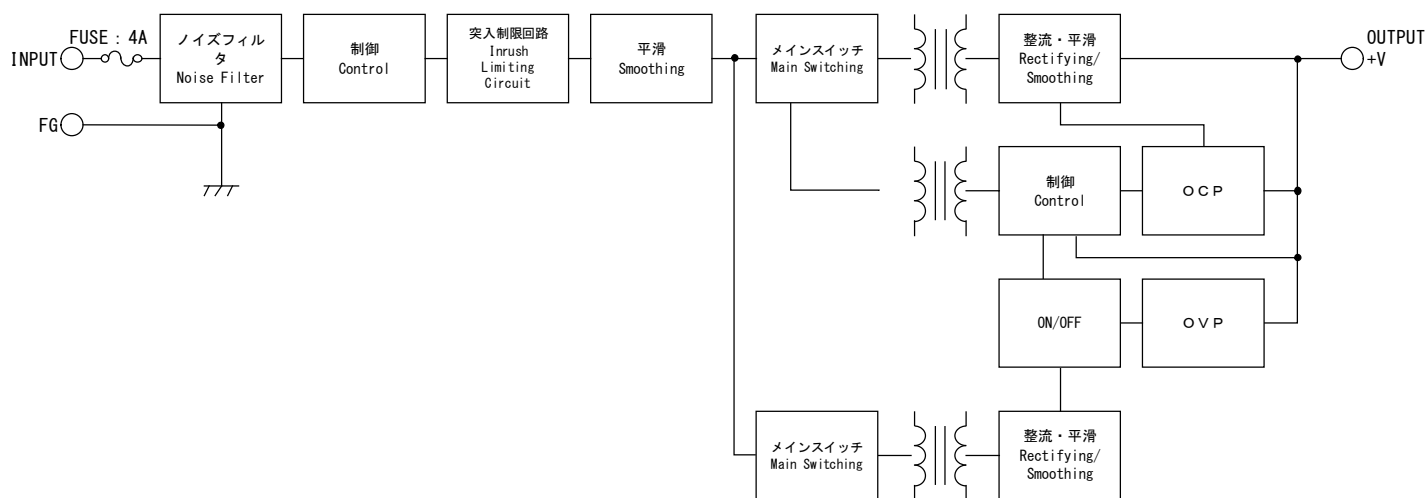 INPUT
FUSE : 4A
ノイズフィル
タ
Noise Filter
制御
Control
突入制限回路
Inrush
Limiting
Circuit
平滑
Smoothing
メインスイッチ
Main Switching
整流・平滑
Rectifying/
Smoothing
OUTPUT
+V
FG
制御
Control
ＯＣＰ
ON/OFF
ＯＶＰ
メインスイッチ
Main Switching
整流・平滑
Rectifying/
Smoothing